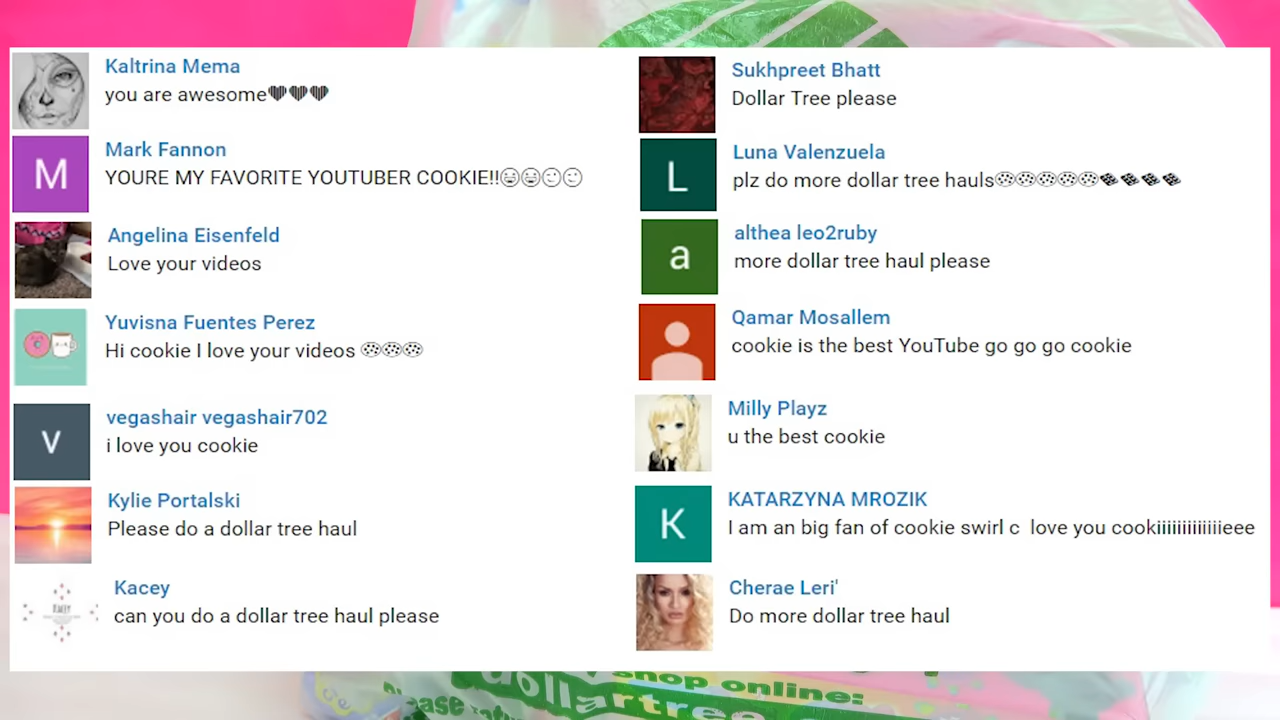 Kaltrina Mema
you are awesome🖤🖤🖤
Mark Fannon
YOURE MY FAVORITE YOUTUBER COOKIE!!😄😄😉😉
Angelina Eisenfeld
Love your videos
Yuvisna Fuentes Perez
Hi cookie I love your videos 🍪🍪🍪
V
vegashair vegashair702
i love you cookie
Kylie Portalski
Please do a dollar tree haul
Kacey
can you do a dollar tree haul please
M
Sukhpreet Bhatt
Dollar Tree please
L
Luna Valenzuela
plz do more dollar tree hauls🍪🍪🍪🍪🍪🍫🍫🍫🍫
a
althea leo2ruby
more dollar tree haul please
Qamar Mosallem
cookie is the best YouTube go go go cookie
Milly Playz
u the best cookie
K
KATARZYNA MROZIK
I am an big fan of cookie swirl c love you cookiiiiiiiiiiiiieee
Cherae Leri'
Do more dollar tree haul
shop online:
dollartree